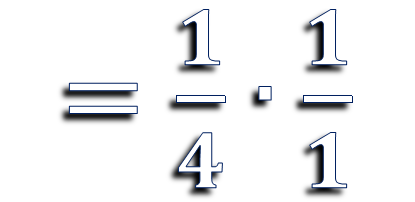 = 1/4 · 1/1